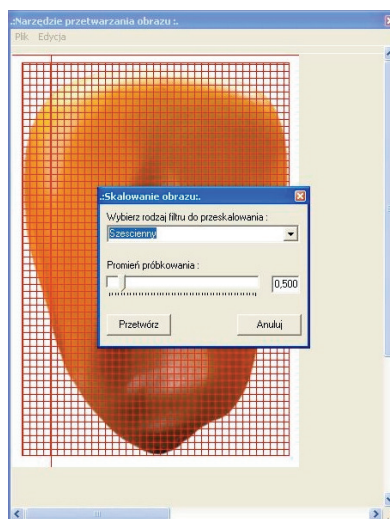 .:Narzędzie przetwarzania obrazu :.
Plik Edycja
.:Skalowanie obrazu:.
Wybierz rodzaj filtru do przeskalowania :
Szescienny
Promień próbkowania :
0,500
Przetwórz Anuluj